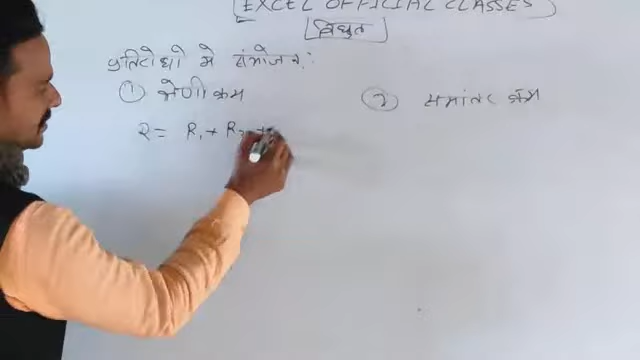 EXCEL OFFICIAL CLASSES
विद्युत
प्रतिरोधो मे संयोजन :
① श्रेणी क्रम
② समांतर क्रम
R = R₁ + R₂ +